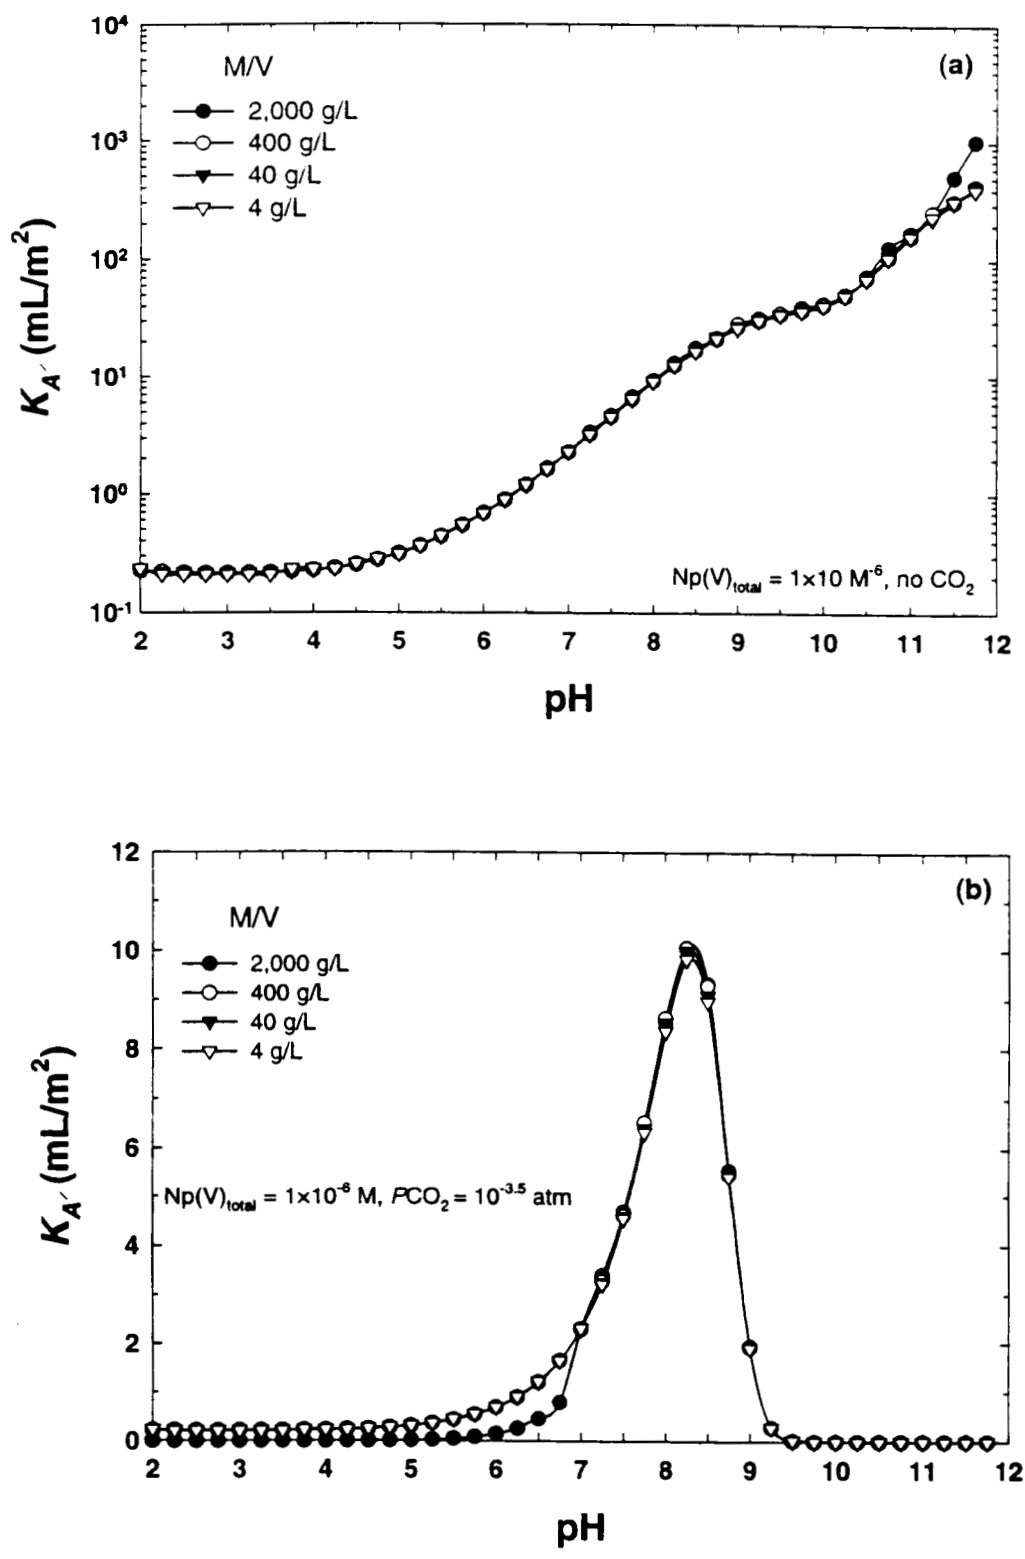 (a)
M/V
2,000 g/L
400 g/L
40 g/L
4 g/L
10⁴
10³
10²
10¹
10⁰
10⁻¹
K_A′ (mL/m²)
Np(V)total = 1×10 M⁻⁶, no CO₂
2 3 4 5 6 7 8 9 10 11 12
pH
(b)
M/V
2,000 g/L
400 g/L
40 g/L
4 g/L
12
10
8
6
4
2
0
K_A′ (mL/m²)
Np(V)total = 1×10⁻⁶ M, PCO₂ = 10⁻³·⁵ atm
2 3 4 5 6 7 8 9 10 11 12
pH